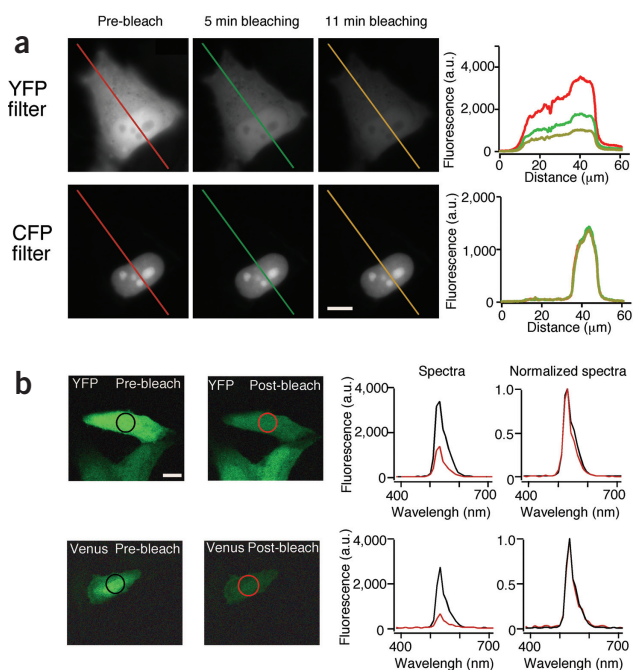 a
Pre-bleach 5 min bleaching 11 min bleaching
YFP
filter
Fluorescence (a.u.)
4,000
2,000
0
0 20 40 60
Distance (μm)
CFP
filter
Fluorescence (a.u.)
2,000
1,000
0
0 20 40 60
Distance (μm)
b
Spectra Normalized spectra
YFP Pre-bleach
YFP Post-bleach
Fluorescence (a.u.)
4,000
2,000
0
400 700
Wavelengh (nm)
1.0
0.5
0
400 700
Wavelengh (nm)
Venus Pre-bleach
Venus Post-bleach
Fluorescence (a.u.)
4,000
2,000
0
400 700
Wavelengh (nm)
1.0
0.5
0
400 700
Wavelengh (nm)